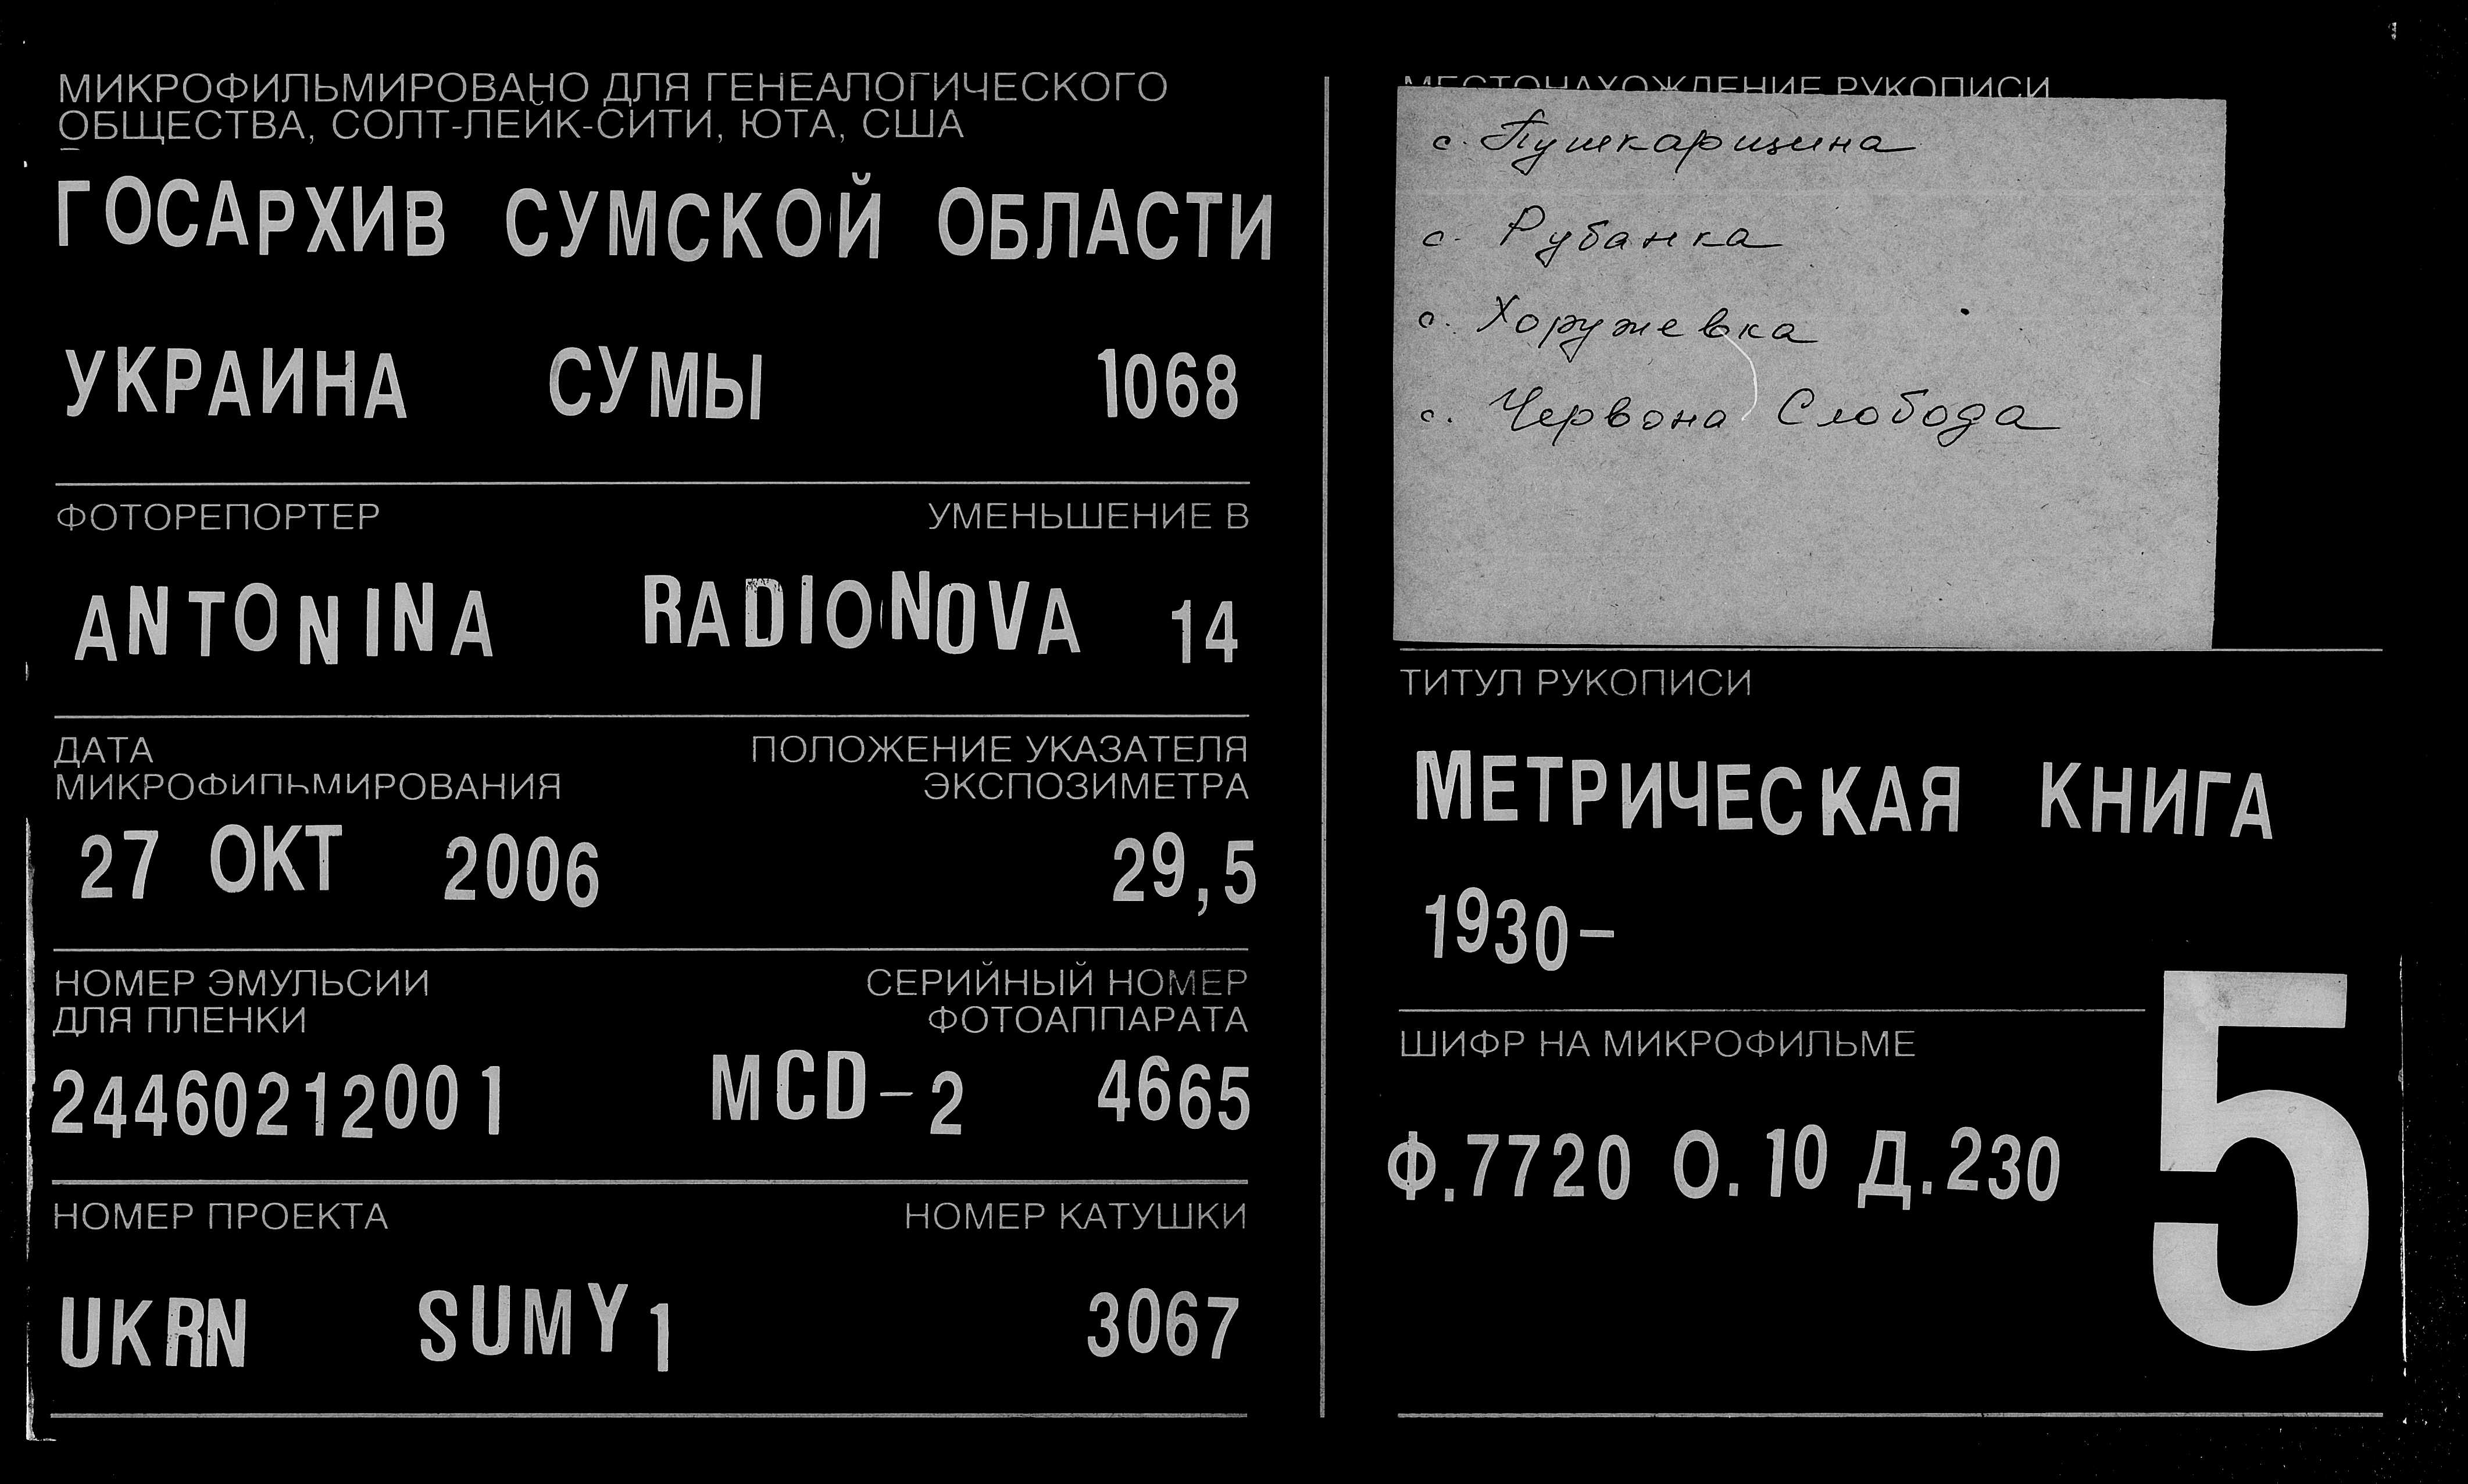 МИКРОФИЛЬМИРОВАНО ДЛЯ ГЕНЕАЛОГИЧЕСКОГО
ОБЩЕСТВА, СОЛТ-ЛЕЙК-СИТИ, ЮТА, США
ГОСАРХИВ СУМСКОЙ ОБЛАСТИ
УКРАИНА СУМЫ 1068
ФОТОРЕПОРТЕР УМЕНЬШЕНИЕ В
ANTONINA RADIONOVA 14
ДАТА ПОЛОЖЕНИЕ УКАЗАТЕЛЯ
МИКРОФИЛЬМИРОВАНИЯ ЭКСПОЗИМЕТРА
27 ОКТ 2006 29,5
НОМЕР ЭМУЛЬСИИ СЕРИЙНЫЙ НОМЕР
ДЛЯ ПЛЕНКИ ФОТОАППАРАТА
24460212001 MCD-2 4665
НОМЕР ПРОЕКТА НОМЕР КАТУШКИ
UKRN SUMY1 3067
МЕСТОНАХОЖДЕНИЕ РУКОПИСИ
с. Пушкарщина
с. Рубанка
с. Хоружевка
с. Червона Слобода
ТИТУЛ РУКОПИСИ
МЕТРИЧЕСКАЯ КНИГА
1930-
ШИФР НА МИКРОФИЛЬМЕ
Ф.7720 О.10 Д.230
5